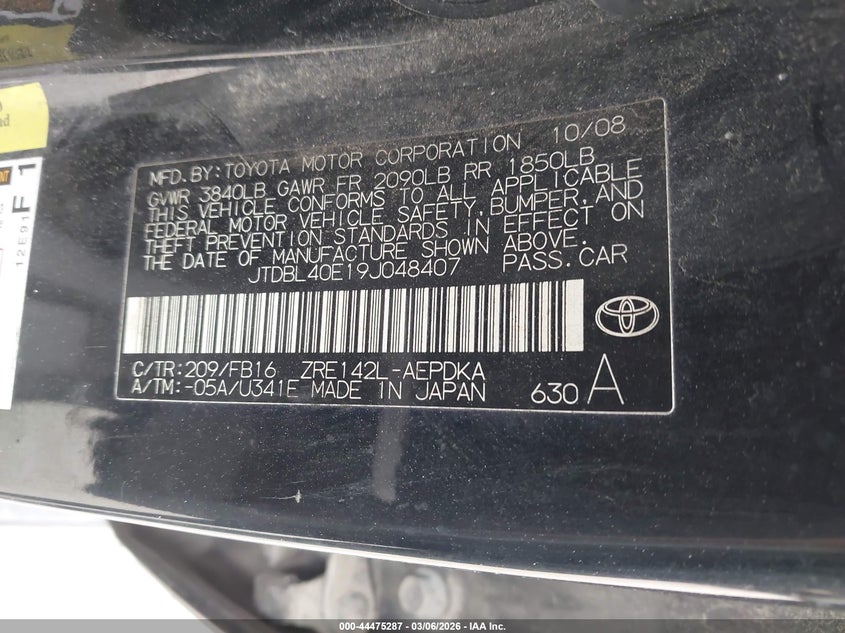 MFD.BY:TOYOTA MOTOR CORPORATION 10/08
GVWR 3840LB GAWR FR 2090LB RR 1850LB
THIS VEHICLE CONFORMS TO ALL APPLICABLE
FEDERAL MOTOR VEHICLE SAFETY,BUMPER,AND
THEFT PREVENTION STANDARDS IN EFFECT ON
THE DATE OF MANUFACTURE SHOWN ABOVE.
JTDBL40E19J048407 PASS.CAR
C/TR:209/FB16 ZRE142L-AEPDKA
A/TM:-05A/U341E MADE IN JAPAN 630 A
F 1
000-44475287 - 03/06/2026 - IAA Inc.